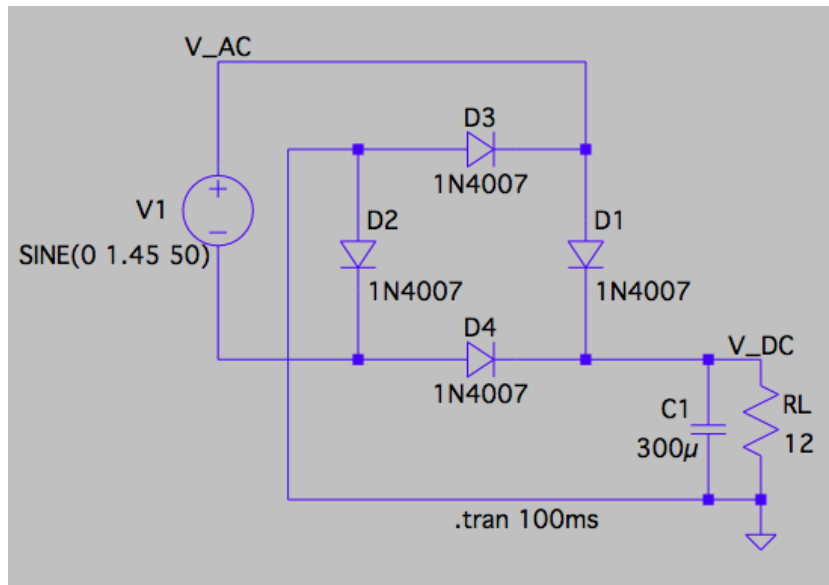 V_AC
D3
1N4007
V1
SINE(0 1.45 50)
D2
1N4007
D1
1N4007
D4
1N4007
V_DC
C1
300µ
RL
12
.tran 100ms